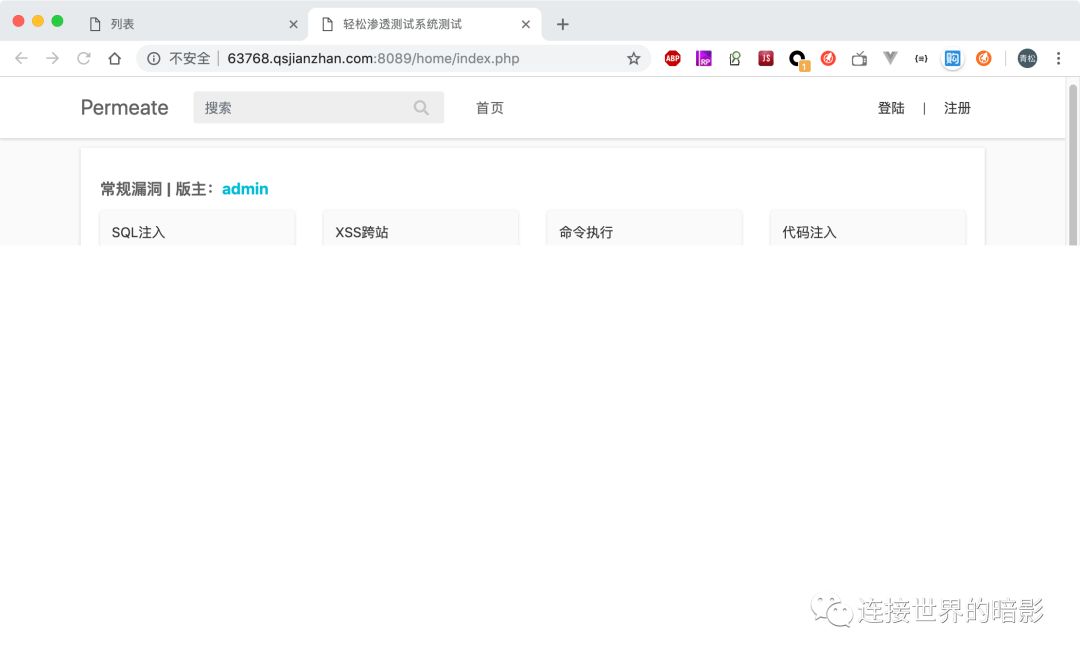 列表
轻松渗透测试系统测试
不安全 63768.qsjianzhan.com:8089/home/index.php
ABP
RP
JS
1
{=}
购
青松
Permeate 搜索 首页 登陆 | 注册
常规漏洞 | 版主：admin
SQL注入 XSS跨站 命令执行 代码注入
连接世界的暗影